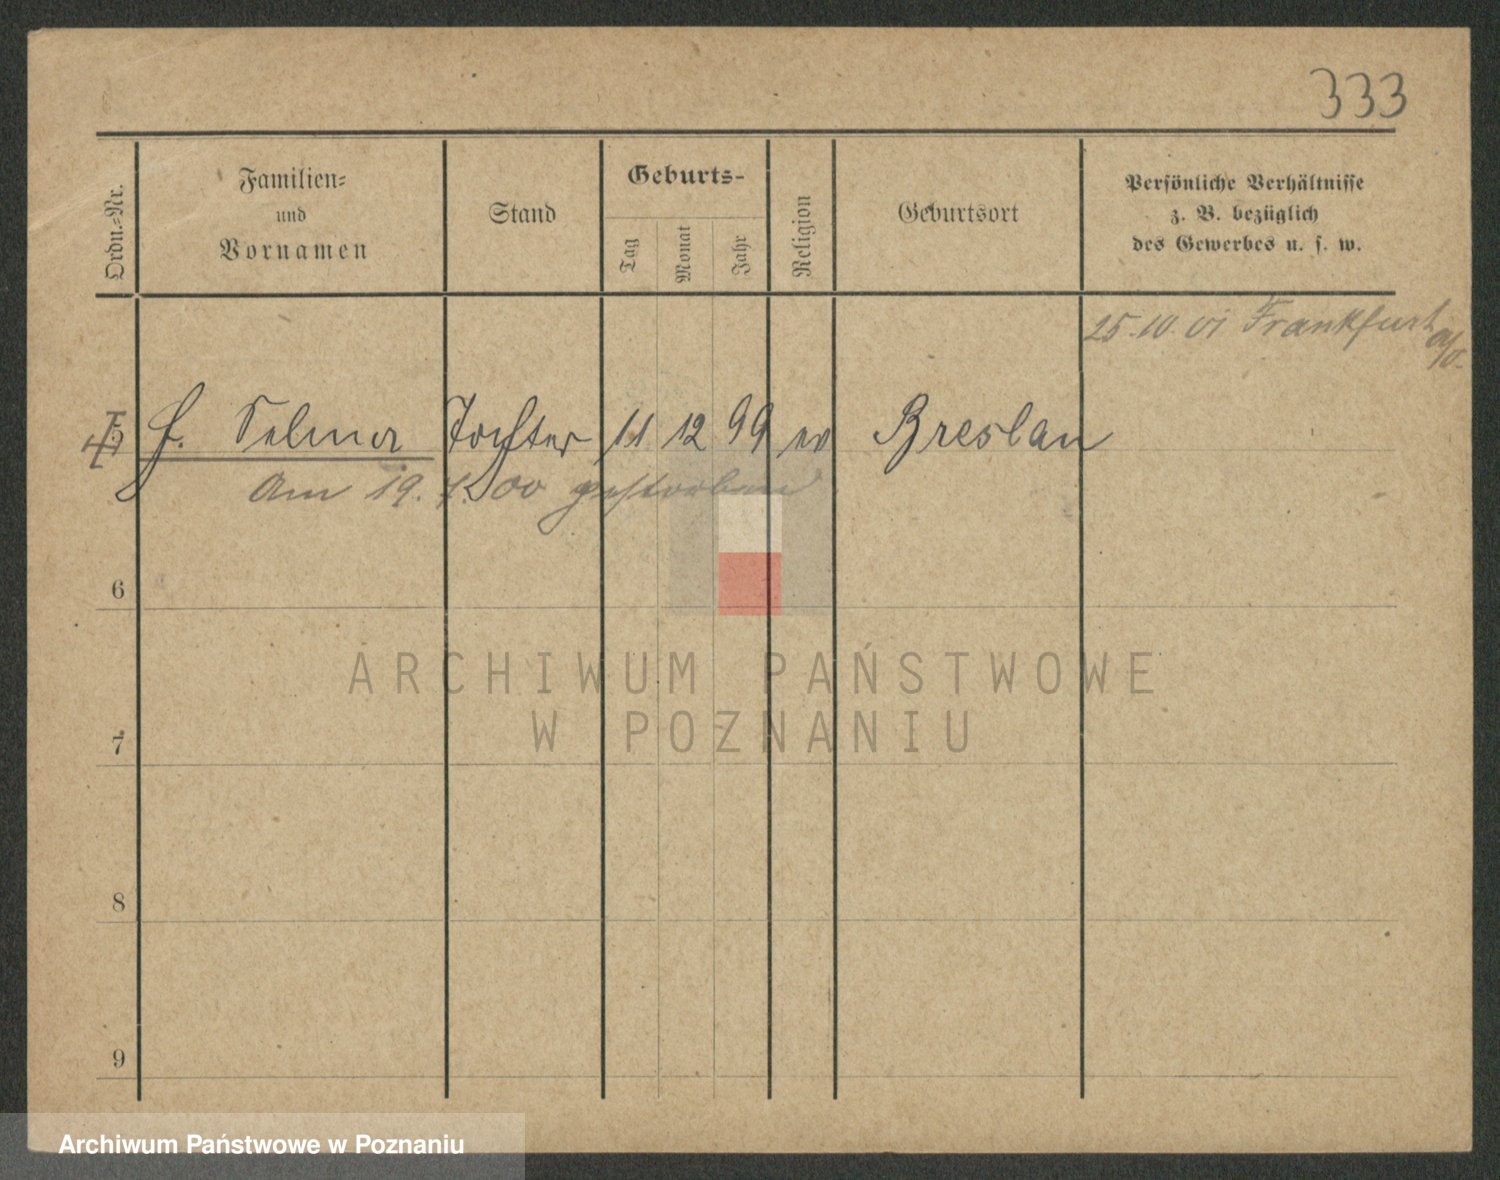 333
Ordn.-Nr.
Familien-
und
Vornamen
Stand
Geburts-
Tag
Monat
Jahr
Religion
Geburtsort
Persönliche Verhältnisse
z. B. bezüglich
des Gewerbes u. s. w.
25.10.01 Frankfurt a/O.
5 Selma Tochter 11 12 99 ev Breslau
Am 19. 00 gestorben
6
ARCHIWUM PAŃSTWOWE
W POZNANIU
7
8
9
Archiwum Państwowe w Poznaniu